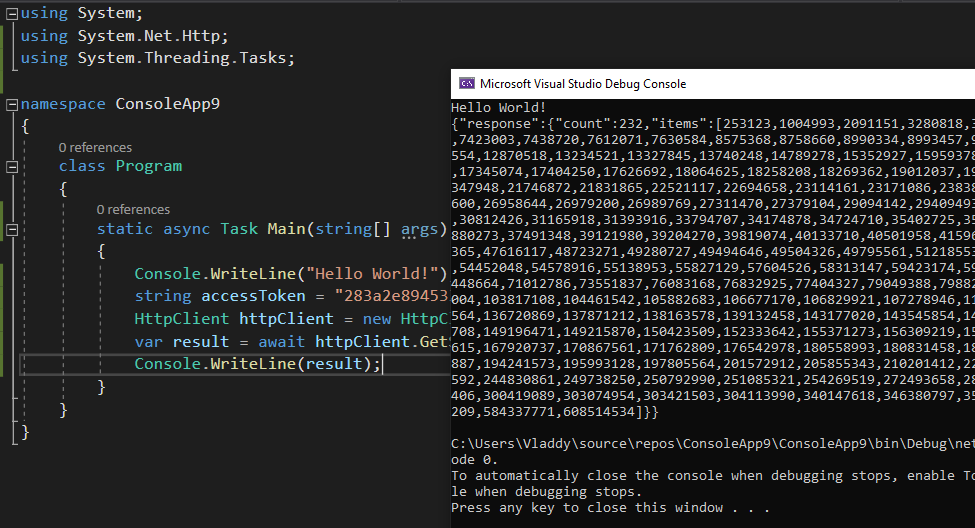 using System;
using System.Net.Http;
using System.Threading.Tasks;
namespace ConsoleApp9
{
0 references
class Program
{
0 references
static async Task Main(string[] args)
{
Console.WriteLine("Hello World!")
string accessToken = "283a2e89453
HttpClient httpClient = new HttpC
var result = await httpClient.Get
Console.WriteLine(result);
}
}
}
Microsoft Visual Studio Debug Console
Hello World!
{"response":{"count":232,"items":[253123,1004993,2091151,3280818,3
,7423003,7438720,7612071,7630584,8575368,8758660,8990334,8993457,9
554,12870518,13234521,13327845,13740248,14789278,15352927,15959378
,17345074,17404250,17626692,18064625,18258208,18269362,19012037,19
347948,21746872,21831865,22521117,22694658,23114161,23171086,23838
600,26958644,26979200,26989769,27311470,27379104,29094142,29409493
,30812426,31165918,31393916,33794707,34174878,34724710,35402725,35
880273,37491348,39121980,39204270,39819074,40133710,40501958,41596
365,47616117,48723271,49280727,49494646,49504326,49795561,51218553
,54452048,54578916,55138953,55827129,57604526,58313147,59423174,59
448664,71012786,73551837,76083168,76832925,77404327,79049388,79882
004,103817108,104461542,105882683,106677170,106829921,107278946,11
564,136720869,137871212,138163578,139132458,143177020,143545854,14
708,149196471,149215870,150423509,152333642,155371273,156309219,15
615,167920737,170867561,171762809,176542978,180558993,180831458,18
887,194241573,195993128,197805564,201572912,205855343,210201412,22
592,244830861,249738250,250792990,251085321,254269519,272493658,28
406,300419089,303074954,303421503,304113990,340147618,346380797,35
209,584337771,608514534]}}
C:\Users\Vladdy\source\repos\ConsoleApp9\ConsoleApp9\bin\Debug\net
ode 0.
To automatically close the console when debugging stops, enable To
le when debugging stops.
Press any key to close this window . . .